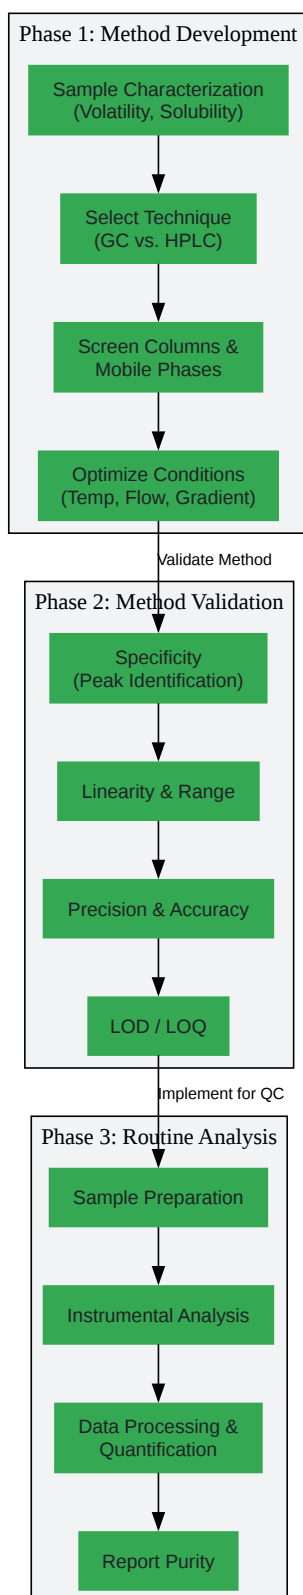 Phase 1: Method Development
Sample Characterization
(Volatility, Solubility)
Select Technique
(GC vs. HPLC)
Screen Columns &
Mobile Phases
Optimize Conditions
(Temp, Flow, Gradient)
Validate Method
Phase 2: Method Validation
Specificity
(Peak Identification)
Linearity & Range
Precision & Accuracy
LOD / LOQ
Implement for QC
Phase 3: Routine Analysis
Sample Preparation
Instrumental Analysis
Data Processing &
Quantification
Report Purity